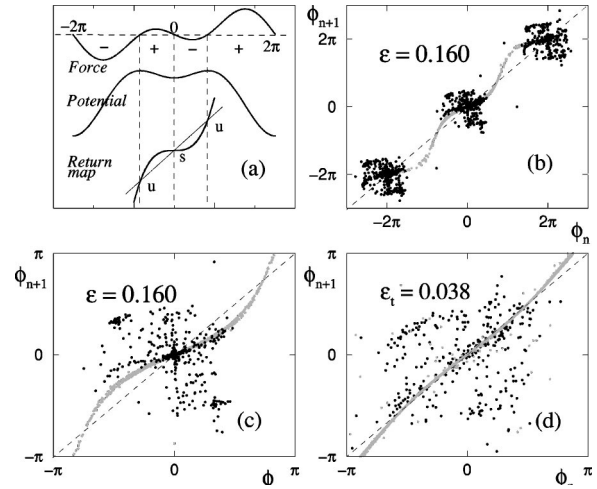 −2π 0
− + − + 2π
Force
Potential
Return
map
s
u
u
(a)
ϕn+1
2π
0
−2π
ε = 0.160
(b)
−2π 0 2π
ϕn
ϕn+1
π
0
−π
ε = 0.160
(c)
−π 0 ϕ π
ϕn+1
π
0
−π
εt = 0.038
(d)
−π 0 π